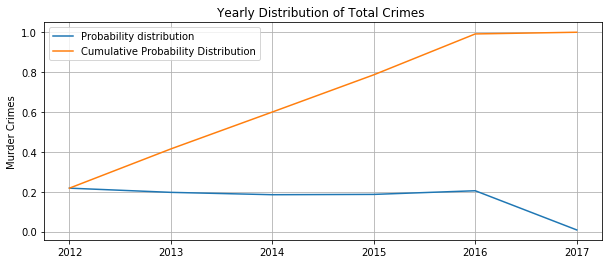 Yearly Distribution of Total Crimes
Probability distribution
Cumulative Probability Distribution
Murder Crimes
1.0
0.8
0.6
0.4
0.2
0.0
2012 2013 2014 2015 2016 2017